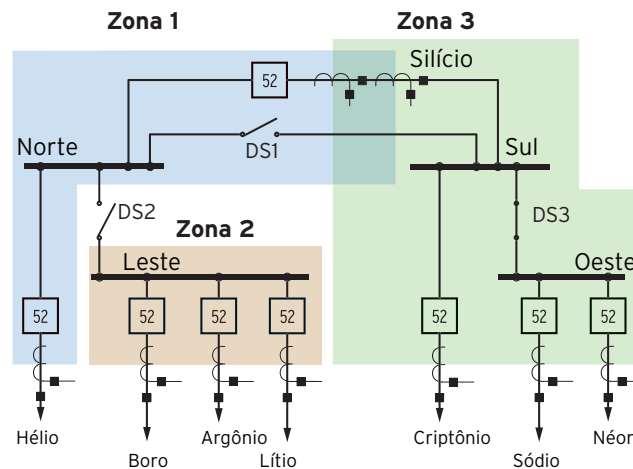 Zona 1
Zona 3
Silício
52
Norte
DS1
Sul
DS2
DS3
Zona 2
Leste
Oeste
52
52
52
52
52
52
52
Hélio
Argônio
Criptônio
Néon
Boro
Lítio
Sódio